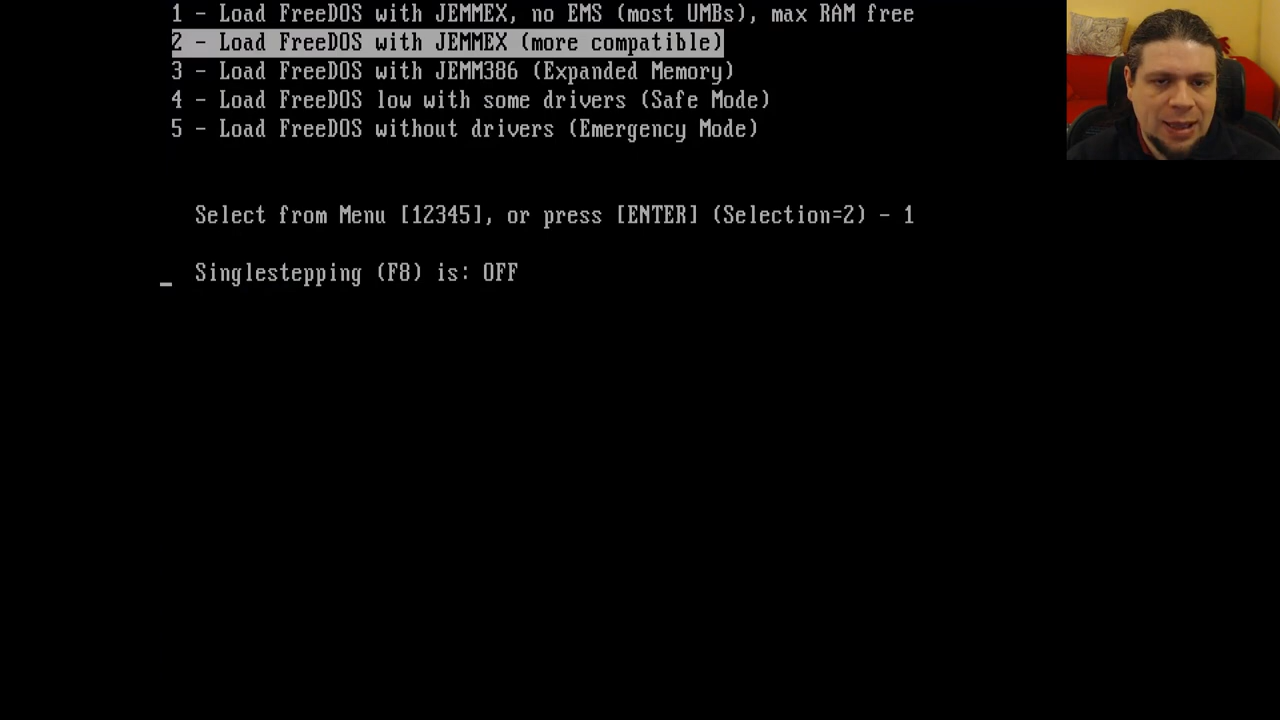 1 - Load FreeDOS with JEMMEX, no EMS (most UMBs), max RAM free
2 - Load FreeDOS with JEMMEX (more compatible)
3 - Load FreeDOS with JEMM386 (Expanded Memory)
4 - Load FreeDOS low with some drivers (Safe Mode)
5 - Load FreeDOS without drivers (Emergency Mode)
Select from Menu [12345], or press [ENTER] (Selection=2) - 1
_ Singlestepping (F8) is: OFF